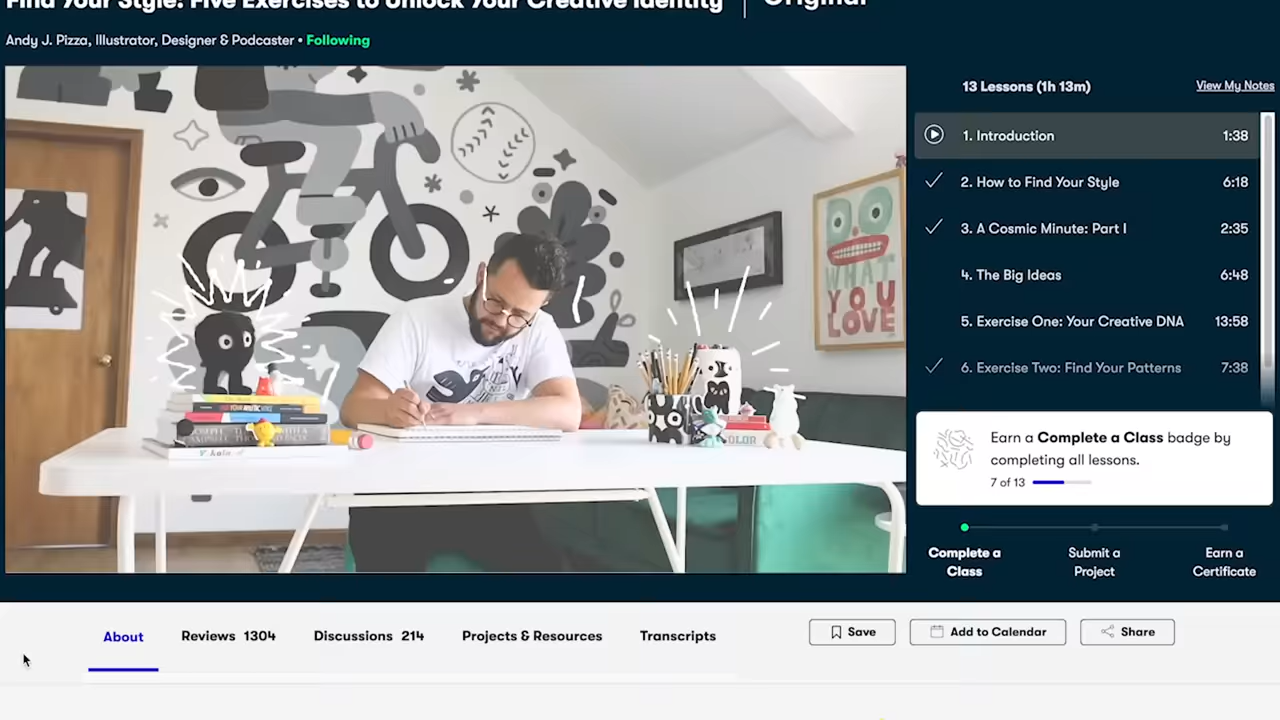 Find Your Style: Five Exercises to Unlock Your Creative Identity
Original
Andy J. Pizza, Illustrator, Designer & Podcaster • Following
13 Lessons (1h 13m)
View My Notes
1. Introduction 1:38
2. How to Find Your Style 6:18
3. A Cosmic Minute: Part I 2:35
4. The Big Ideas 6:48
5. Exercise One: Your Creative DNA 13:58
6. Exercise Two: Find Your Patterns 7:38
WHAT
YOU
LOVE
COLOR
Earn a Complete a Class badge by
completing all lessons.
7 of 13
Complete a
Class
Submit a
Project
Earn a
Certificate
About
Reviews 1304
Discussions 214
Projects & Resources
Transcripts
Save
Add to Calendar
Share